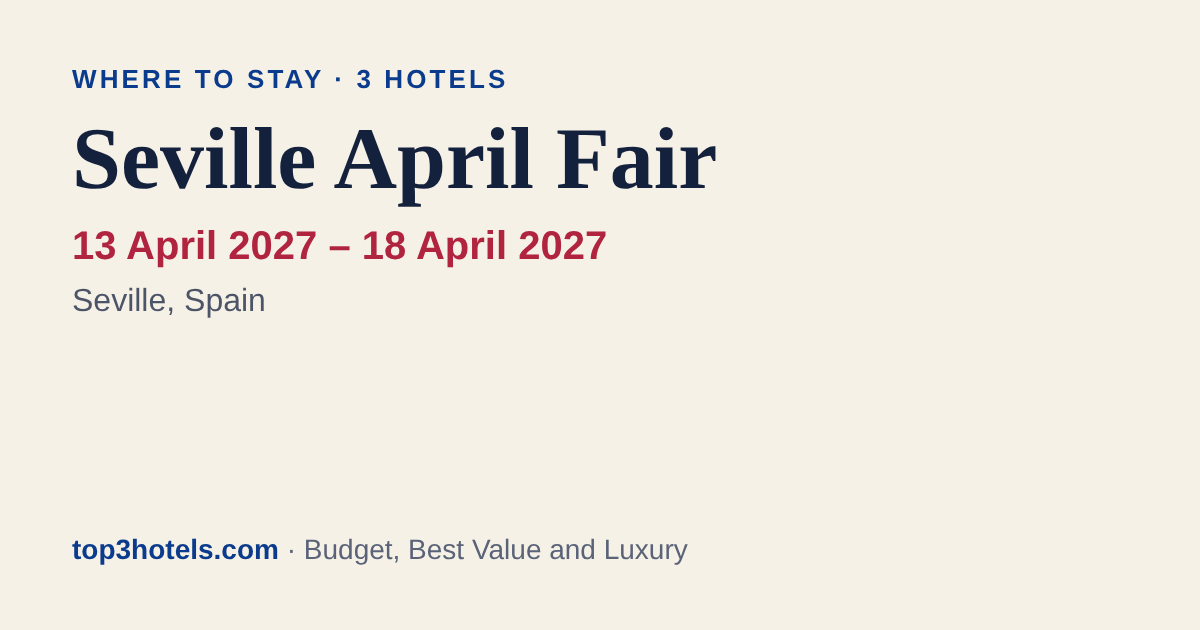 WHERE TO STAY · 3 HOTELS
Seville April Fair
13 April 2027 – 18 April 2027
Seville, Spain
top3hotels.com · Budget, Best Value and Luxury